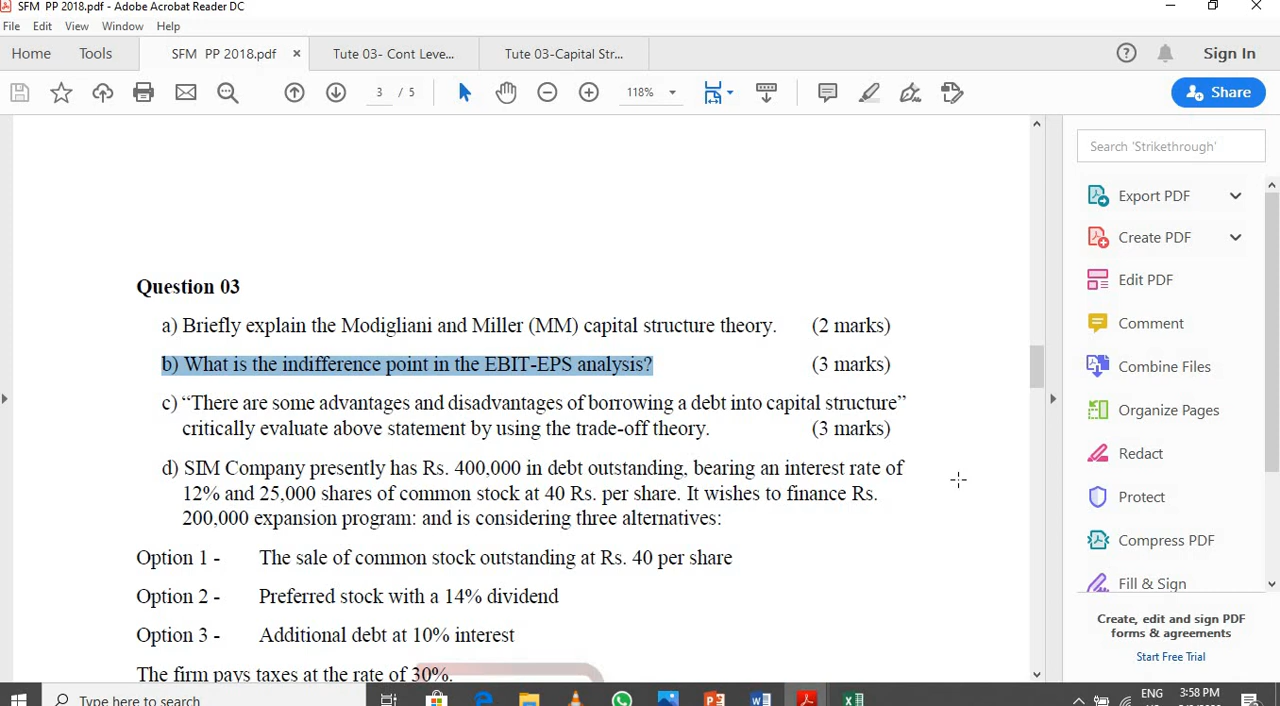 SFM PP 2018.pdf - Adobe Acrobat Reader DC
File Edit View Window Help
Home Tools SFM PP 2018.pdf × Tute 03- Cont Leve... Tute 03-Capital Str... Sign In
3 / 5 118% Share
Search 'Strikethrough'
Export PDF
Create PDF
Edit PDF
Comment
Combine Files
Organize Pages
Redact
Protect
Compress PDF
Fill & Sign
Create, edit and sign PDF
forms & agreements
Start Free Trial
Question 03
a) Briefly explain the Modigliani and Miller (MM) capital structure theory. (2 marks)
b) What is the indifference point in the EBIT-EPS analysis? (3 marks)
c) “There are some advantages and disadvantages of borrowing a debt into capital structure”
critically evaluate above statement by using the trade-off theory. (3 marks)
d) SIM Company presently has Rs. 400,000 in debt outstanding, bearing an interest rate of
12% and 25,000 shares of common stock at 40 Rs. per share. It wishes to finance Rs.
200,000 expansion program: and is considering three alternatives:
Option 1 - The sale of common stock outstanding at Rs. 40 per share
Option 2 - Preferred stock with a 14% dividend
Option 3 - Additional debt at 10% interest
The firm pays taxes at the rate of 30%.
Type here to search
ENG 3:58 PM